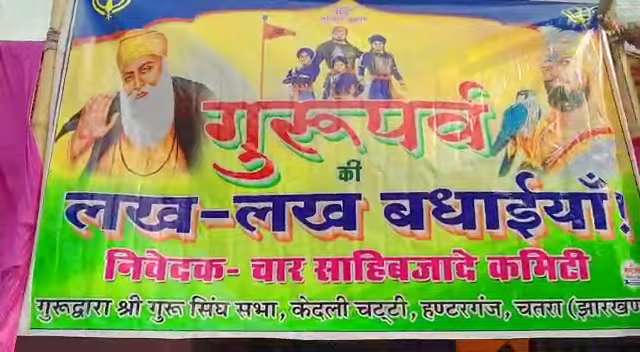 गुरूपर्व
की
लख-लख बधाईयाँ!
निवेदक- चार साहिबजादे कमिटी
गुरूद्वारा श्री गुरू सिंघ सभा, केदली चट्टी, हण्टरगंज, चतरा (झारखण